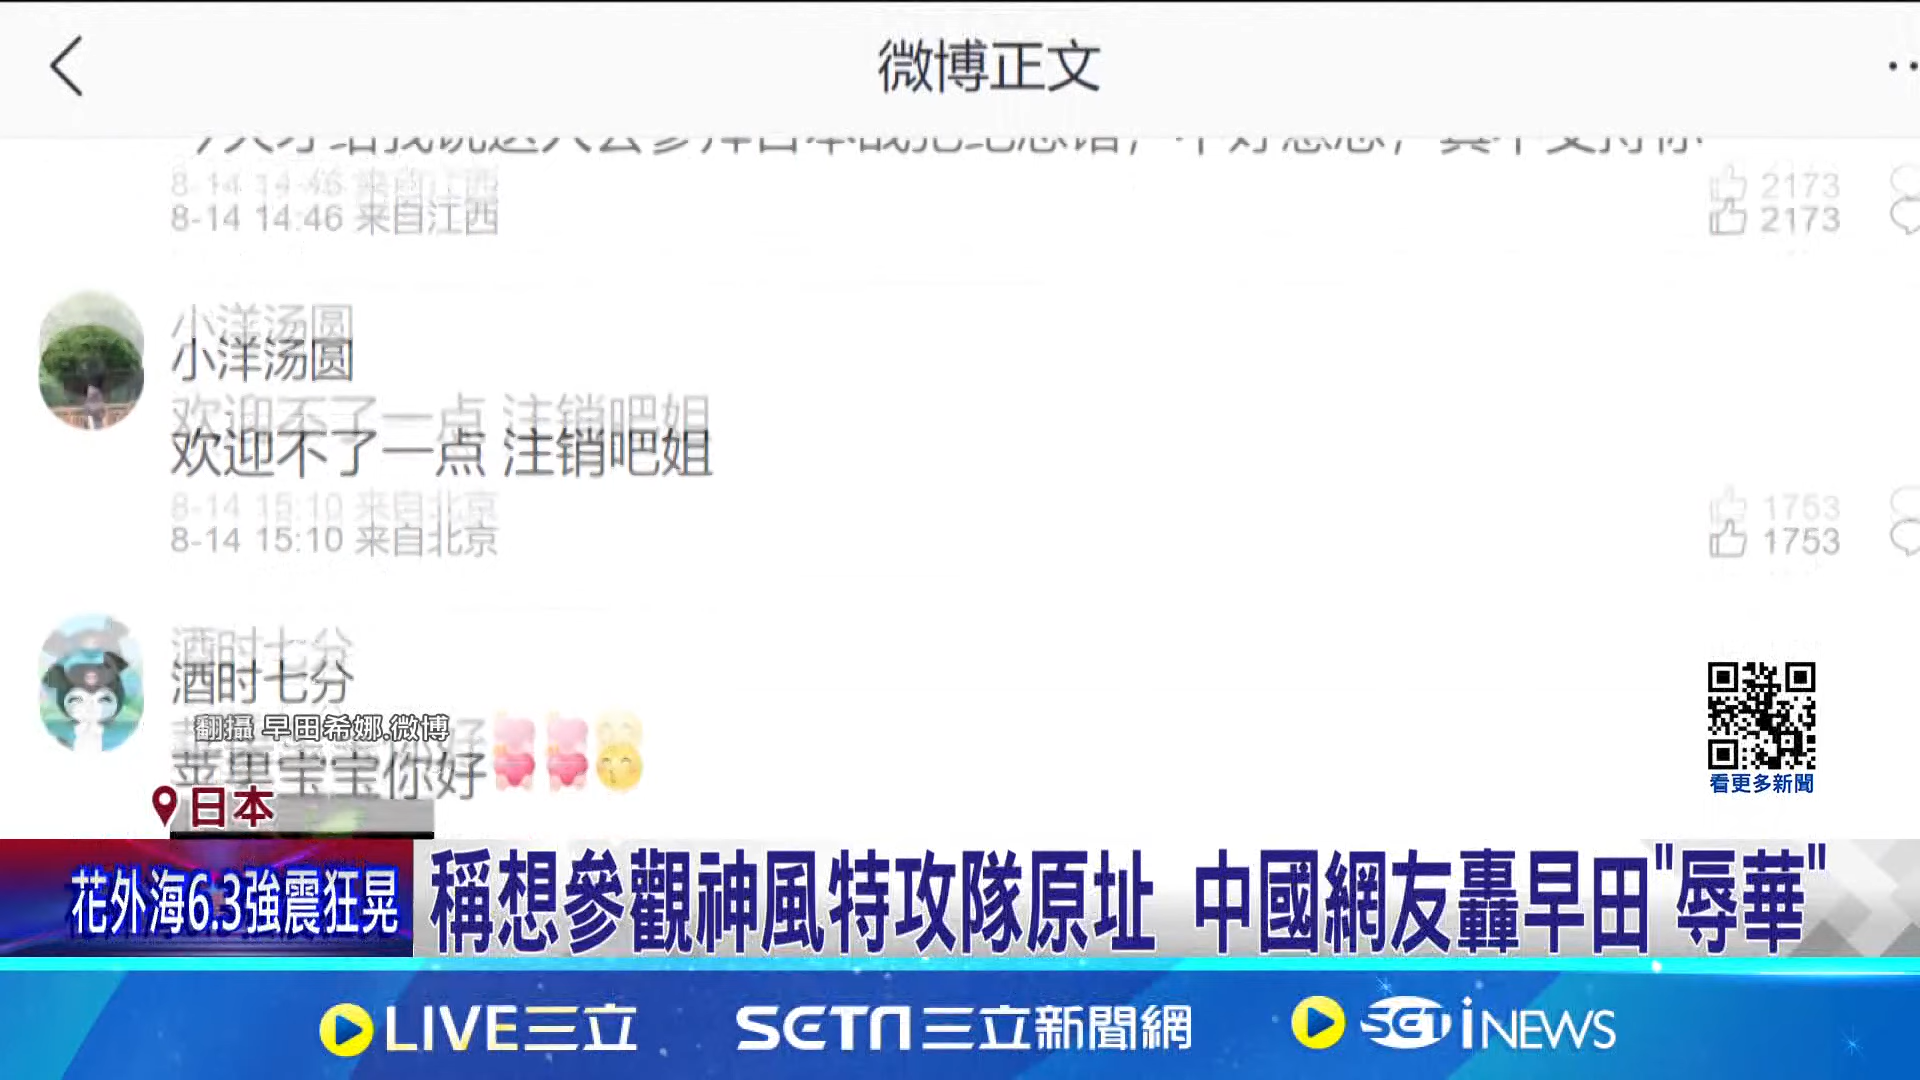 微博正文
8-14 14:46 来自江西
2173
小洋汤圆
欢迎不了一点 注销吧姐
8-14 15:10 来自北京
1753
酒时七分
翻攝 早田希娜.微博
苹果宝宝你好
日本
看更多新聞
花外海6.3強震狂晃
稱想參觀神風特攻隊原址 中國網友轟早田"辱華"
LIVE三立
SETN三立新聞網
SET iNEWS